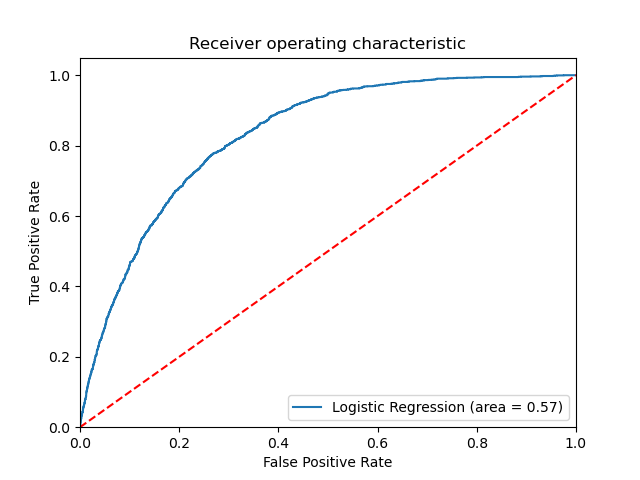 Receiver operating characteristic
1.0
0.8
0.6
0.4
0.2
0.0
True Positive Rate
Logistic Regression (area = 0.57)
0.0 0.2 0.4 0.6 0.8 1.0
False Positive Rate